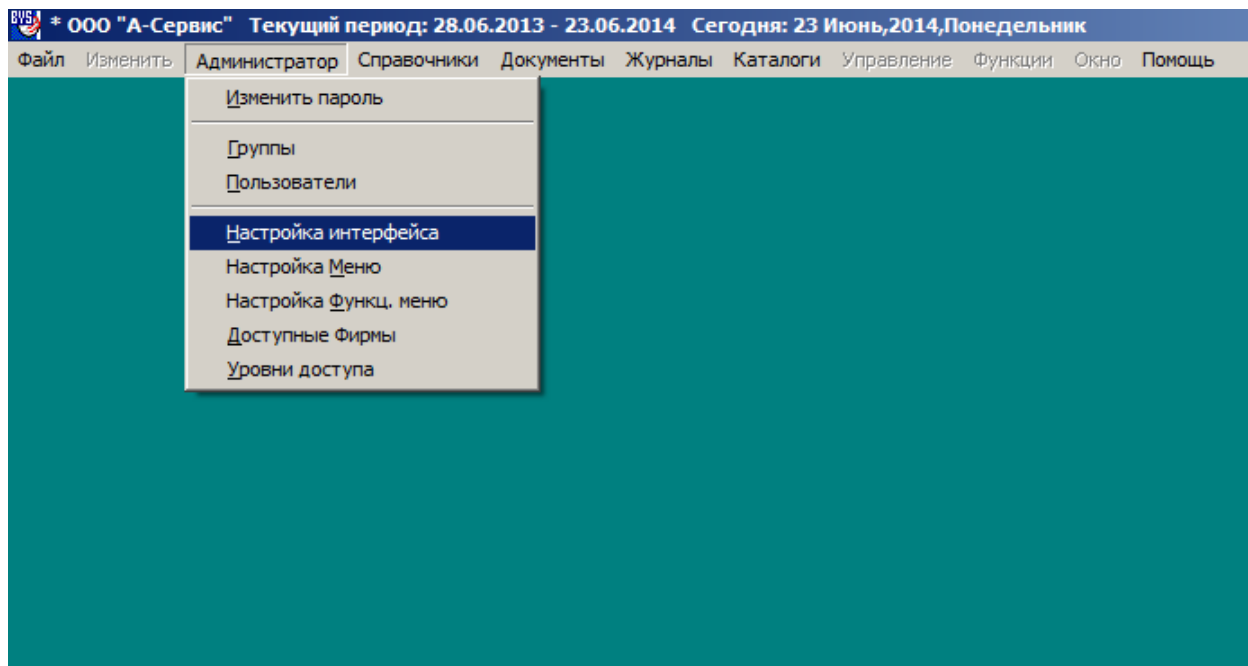 BVS * ООО "А-Сервис" Текущий период: 28.06.2013 - 23.06.2014 Сегодня: 23 Июнь,2014,Понедельник
Файл Изменить Администратор Справочники Документы Журналы Каталоги Управление Функции Окно Помощь
Изменить пароль
Группы
Пользователи
Настройка интерфейса
Настройка Меню
Настройка Функц. меню
Доступные Фирмы
Уровни доступа